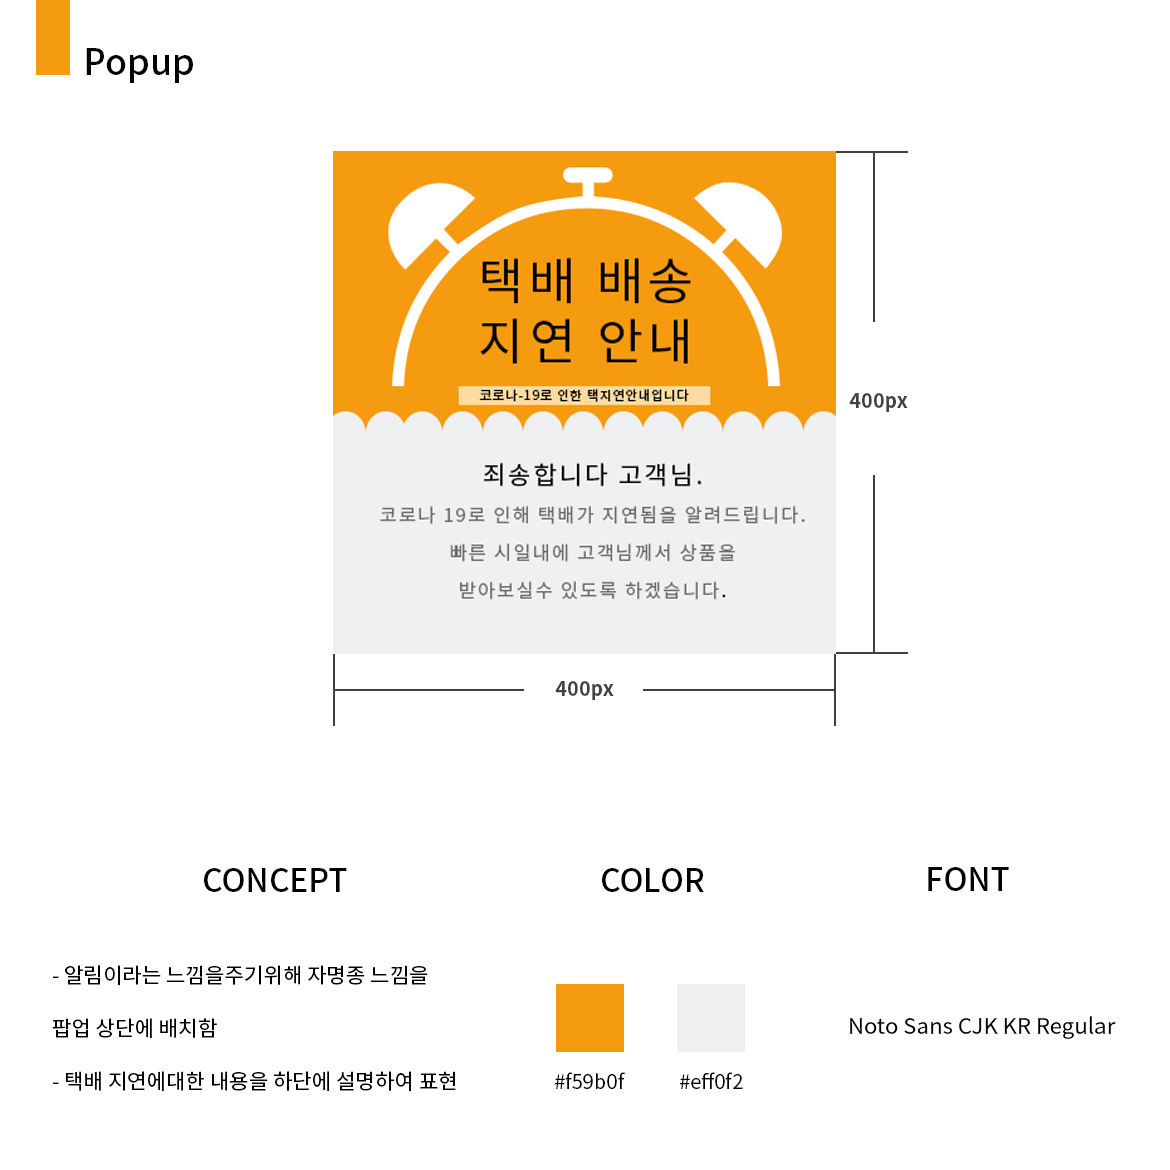 Popup
택배 배송
지연 안내
코로나-19로 인한 택지연안내입니다
400px
죄송합니다 고객님.
코로나 19로 인해 택배가 지연됨을 알려드립니다.
빠른 시일내에 고객님께서 상품을
받아보실수 있도록 하겠습니다.
400px
CONCEPT
- 알림이라는 느낌을주기위해 자명종 느낌을
팝업 상단에 배치함
- 택배 지연에대한 내용을 하단에 설명하여 표현
COLOR
#f59b0f
#eff0f2
FONT
Noto Sans CJK KR Regular